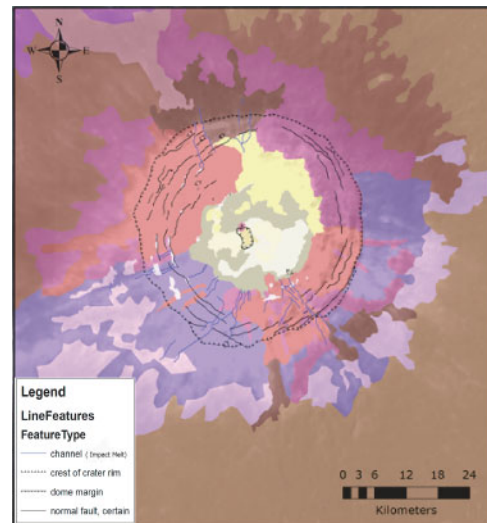 N
W E
S
Legend
LineFeatures
FeatureType
channel ( Impact Melt)
crest of crater rim
dome margin
normal fault, certain
0 3 6 12 18 24
Kilometers